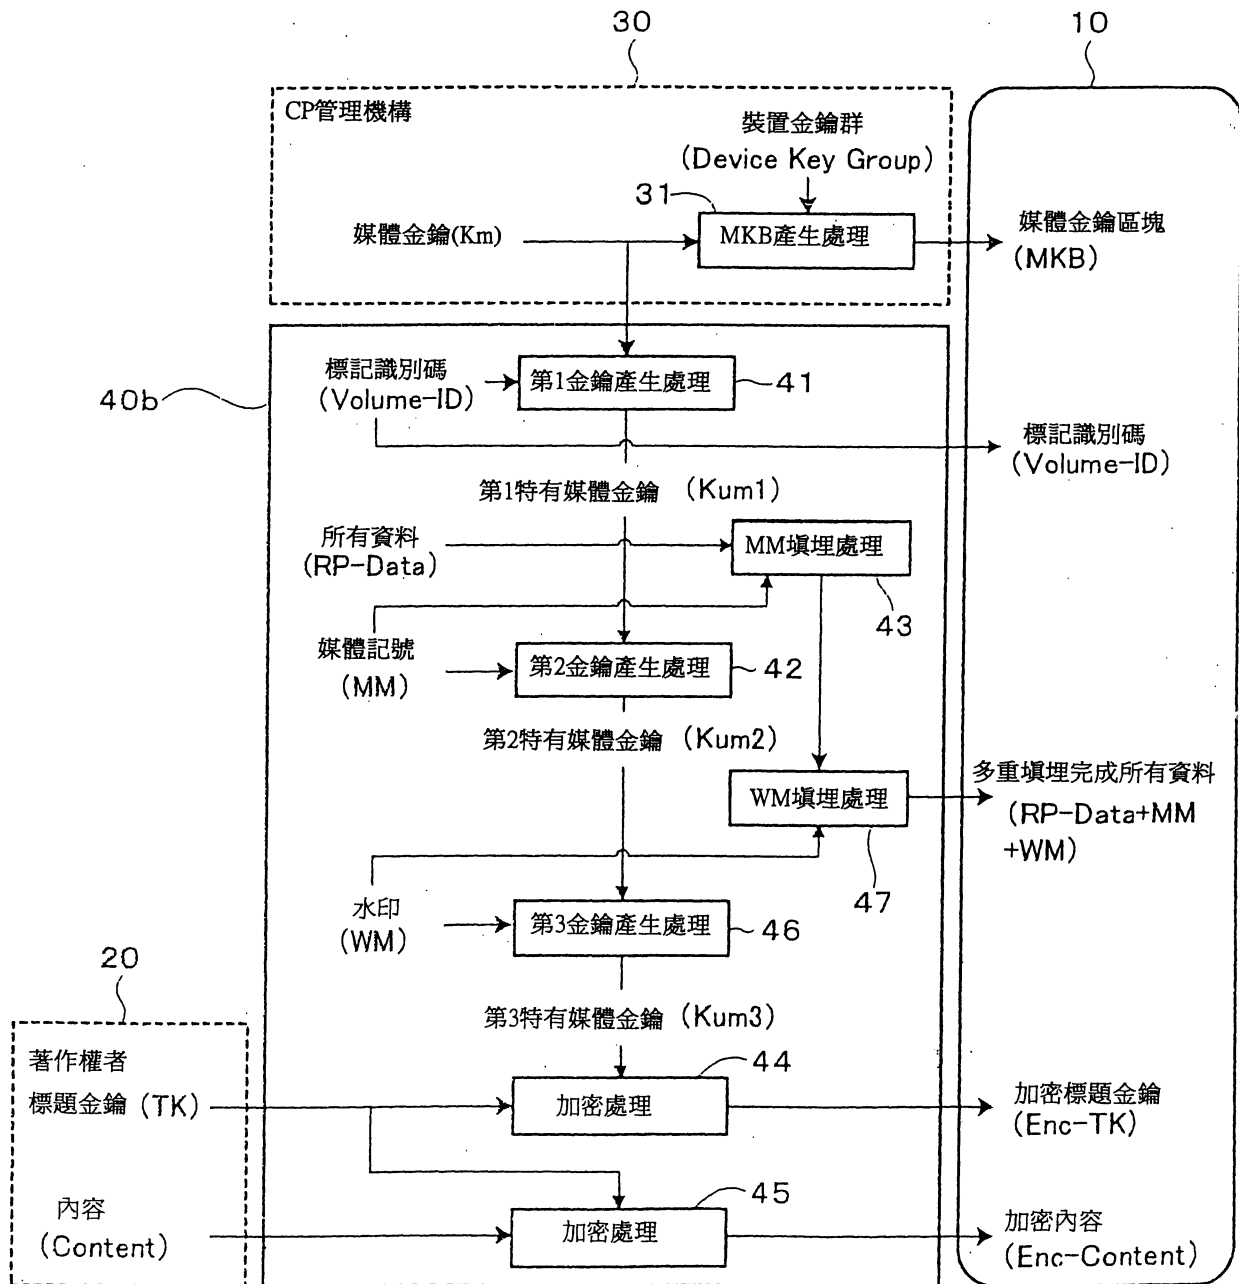 30
10
CP管理機構
裝置金鑰群
(Device Key Group)
31
媒體金鑰(Km)
MKB產生處理
媒體金鑰區塊
(MKB)
40b
標記識別碼
(Volume-ID)
第1金鑰產生處理
41
標記識別碼
(Volume-ID)
第1特有媒體金鑰 (Kum1)
所有資料
(RP-Data)
MM塡埋處理
43
媒體記號
(MM)
第2金鑰產生處理
42
第2特有媒體金鑰 (Kum2)
WM塡埋處理
47
多重塡埋完成所有資料
(RP-Data+MM
+WM)
水印
(WM)
第3金鑰產生處理
46
第3特有媒體金鑰 (Kum3)
20
著作權者
標題金鑰 (TK)
44
加密處理
加密標題金鑰
(Enc-TK)
內容
(Content)
45
加密處理
加密內容
(Enc-Content)